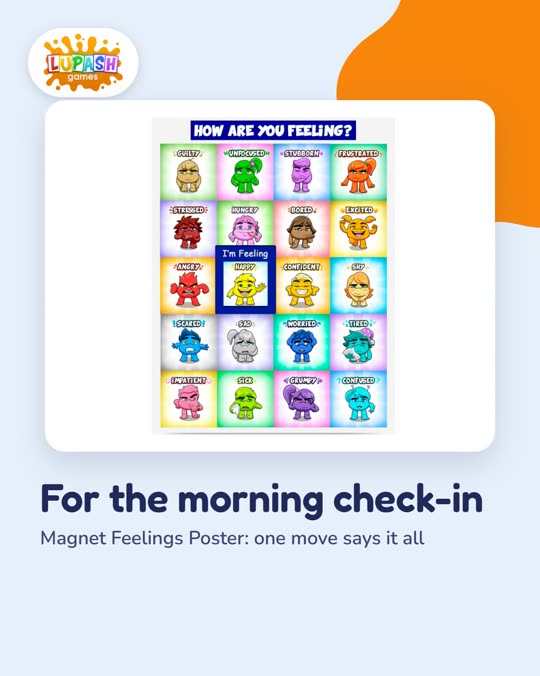 LUPASH
games
HOW ARE YOU FEELING?
GUILTY
UNFOCUSED
STUBBORN
FRUSTRATED
STRESSED
HUNGRY
BORED
EXCITED
I'm Feeling
ANGRY
HAPPY
CONFIDENT
SHY
SCARED
SAD
WORRIED
TIRED
IMPATIENT
SICK
GRUMPY
CONFUSED
For the morning check-in
Magnet Feelings Poster: one move says it all